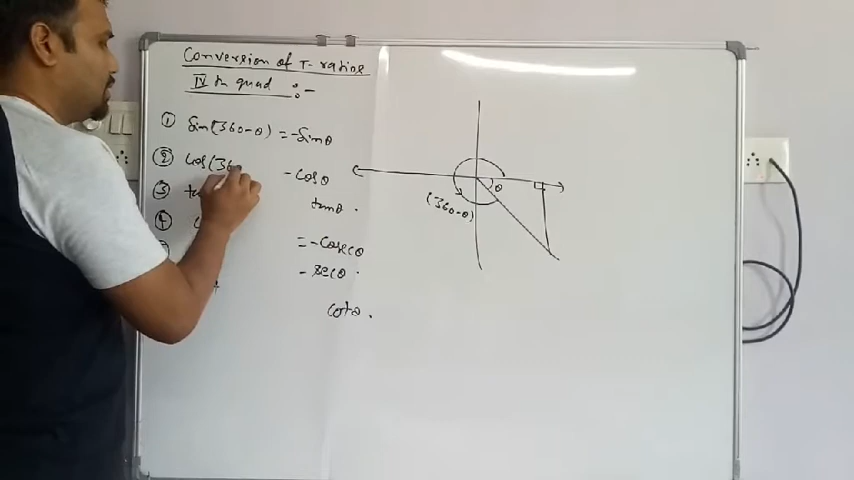 Conversion of T-ratios
IV th quad :-
① Sin(360-θ) = -Sinθ
② Cos(36 -Cosθ
③ ta tanθ.
④ = -Cosecθ
- Secθ.
Cotθ.
θ
(360-θ)